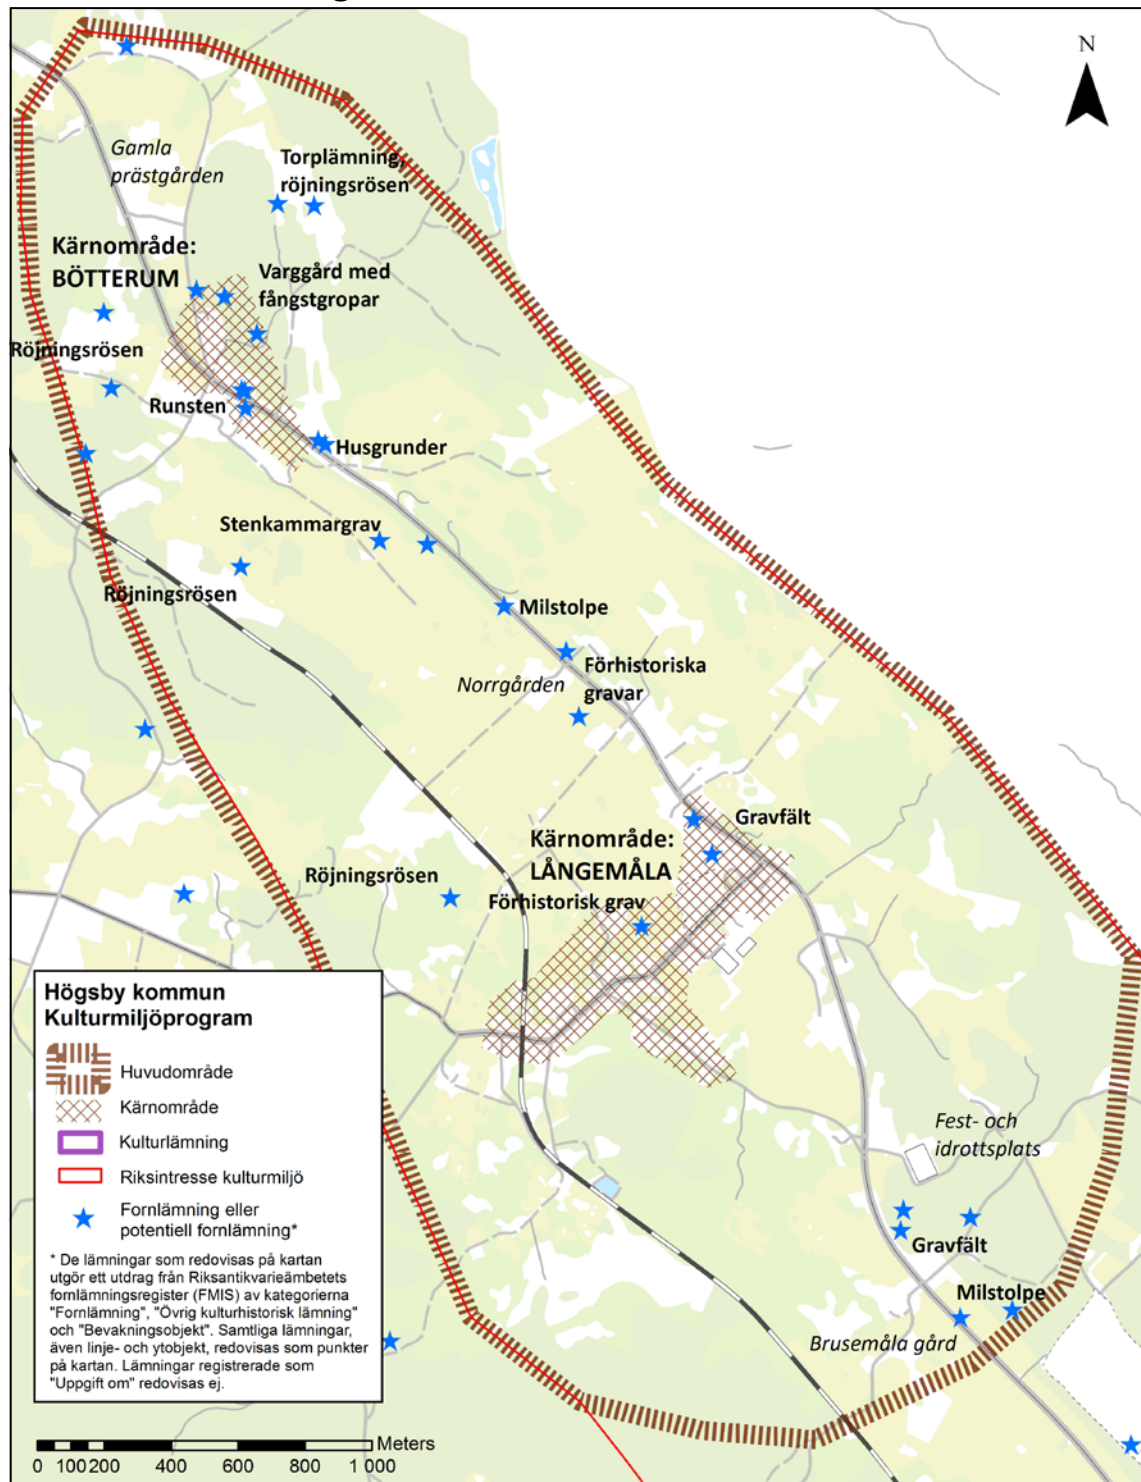 N
Gamla
prästgården
Torplämning,
röjningsrösen
Kärnområde:
BÖTTERUM
Varggård med
fångstgropar
Röjningsrösen
Runsten
Husgrunder
Stenkammargrav
Röjningsrösen
Milstolpe
Förhistoriska
gravar
Norrgården
Gravfält
Kärnområde:
LÅNGEMÅLA
Röjningsrösen
Förhistorisk grav
Högsby kommun
Kulturmiljöprogram
Huvudområde
Kärnområde
Kulturlämning
Riksintresse kulturmiljö
Fornlämning eller
potentiell fornlämning*
* De lämningar som redovisas på kartan
utgör ett utdrag från Riksantikvarieämbetets
fornlämningsregister (FMIS) av kategorierna
"Fornlämning", "Övrig kulturhistorisk lämning"
och "Bevakningsobjekt". Samtliga lämningar,
även linje- och ytobjekt, redovisas som punkter
på kartan. Lämningar registrerade som
"Uppgift om" redovisas ej.
Fest- och
idrottsplats
Gravfält
Milstolpe
Brusemåla gård
Meters
0 100 200 400 600 800 1 000